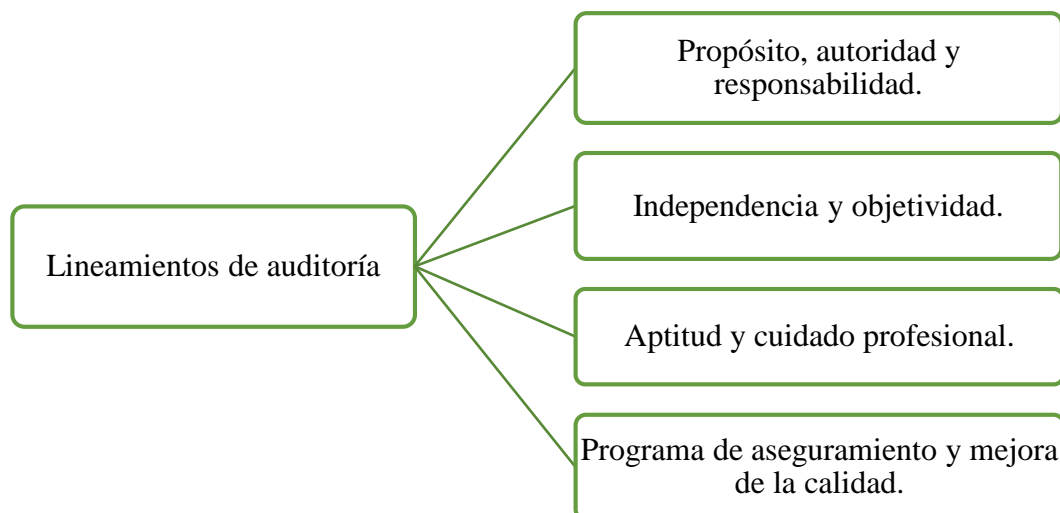 Propósito, autoridad y
responsabilidad.
Independencia y objetividad.
Lineamientos de auditoría
Aptitud y cuidado profesional.
Programa de aseguramiento y mejora
de la calidad.